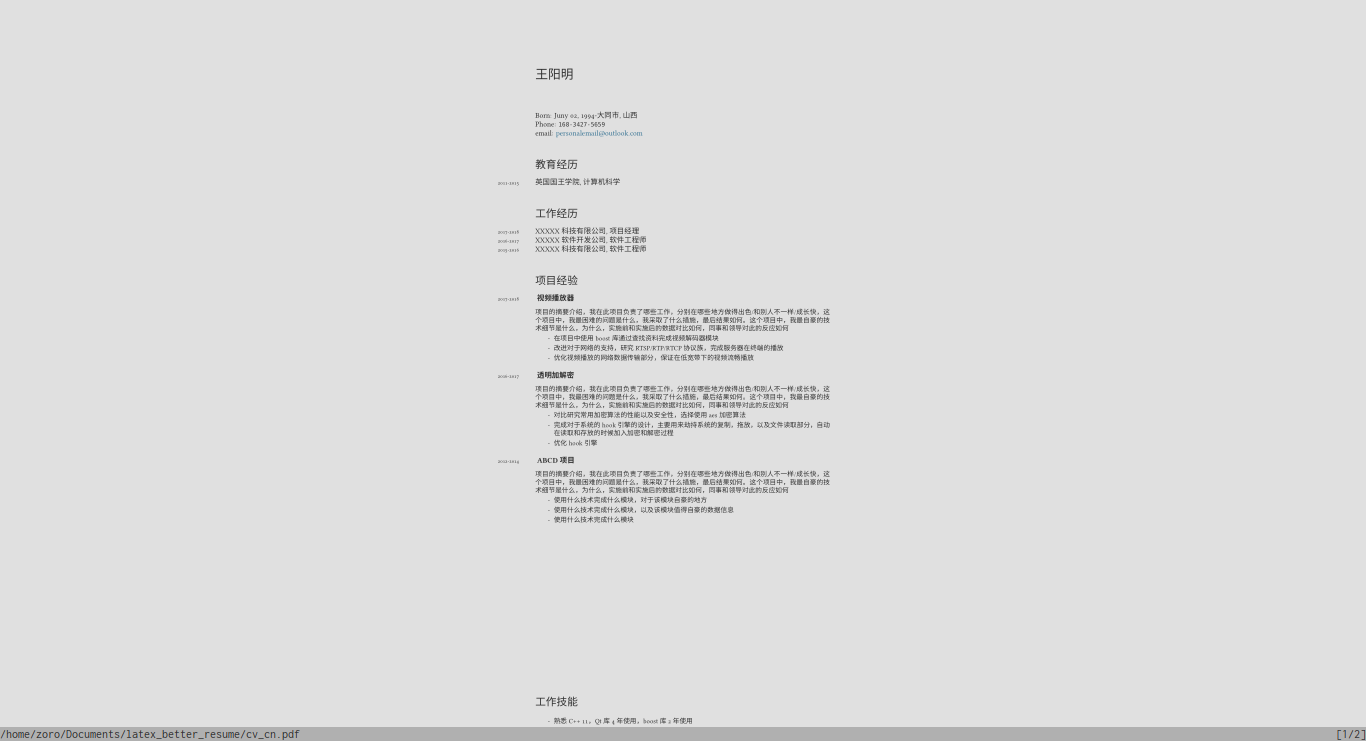 王阳明
Born: Juny 02, 1994-大同市, 山西
Phone: 168-3427-5659
email: personalemail@outlook.com
教育经历
2012-2015 英国国王学院, 计算机科学
工作经历
2017-2018 XXXXX 科技有限公司, 项目经理
2016-2017 XXXXX 软件开发公司, 软件工程师
2015-2016 XXXXX 科技有限公司, 软件工程师
项目经验
2017-2018 视频播放器
项目的摘要介绍，我在此项目负责了哪些工作，分别在哪些地方做得出色/和别人不一样/成长快，这
个项目中，我最困难的问题是什么，我采取了什么措施，最后结果如何。这个项目中，我最自豪的技
术细节是什么，为什么，实施前和实施后的数据对比如何，同事和领导对此的反应如何
- 在项目中使用 boost 库通过查找资料完成视频解码器模块
- 改进对于网络的支持，研究 RTSP/RTP/RTCP 协议族，完成服务器在终端的播放
- 优化视频播放的网络数据传输部分，保证在低宽带下的视频流畅播放
2016-2017 透明加解密
项目的摘要介绍，我在此项目负责了哪些工作，分别在哪些地方做得出色/和别人不一样/成长快，这
个项目中，我最困难的问题是什么，我采取了什么措施，最后结果如何。这个项目中，我最自豪的技
术细节是什么，为什么，实施前和实施后的数据对比如何，同事和领导对此的反应如何
- 对比研究常用加密算法的性能以及安全性，选择使用 aes 加密算法
- 完成对于系统的 hook 引擎的设计，主要用来劫持系统的复制，拖放，以及文件读取部分，自动
在读取和存放的时候加入加密和解密过程
- 优化 hook 引擎
2012-2014 ABCD 项目
项目的摘要介绍，我在此项目负责了哪些工作，分别在哪些地方做得出色/和别人不一样/成长快，这
个项目中，我最困难的问题是什么，我采取了什么措施，最后结果如何。这个项目中，我最自豪的技
术细节是什么，为什么，实施前和实施后的数据对比如何，同事和领导对此的反应如何
- 使用什么技术完成什么模块，对于该模块自豪的地方
- 使用什么技术完成什么模块，以及该模块值得自豪的数据信息
- 使用什么技术完成什么模块
工作技能
- 熟悉 C++ 11，Qt 库 4 年使用，boost 库 2 年使用
/home/zoro/Documents/latex_better_resume/cv_cn.pdf [1/2]